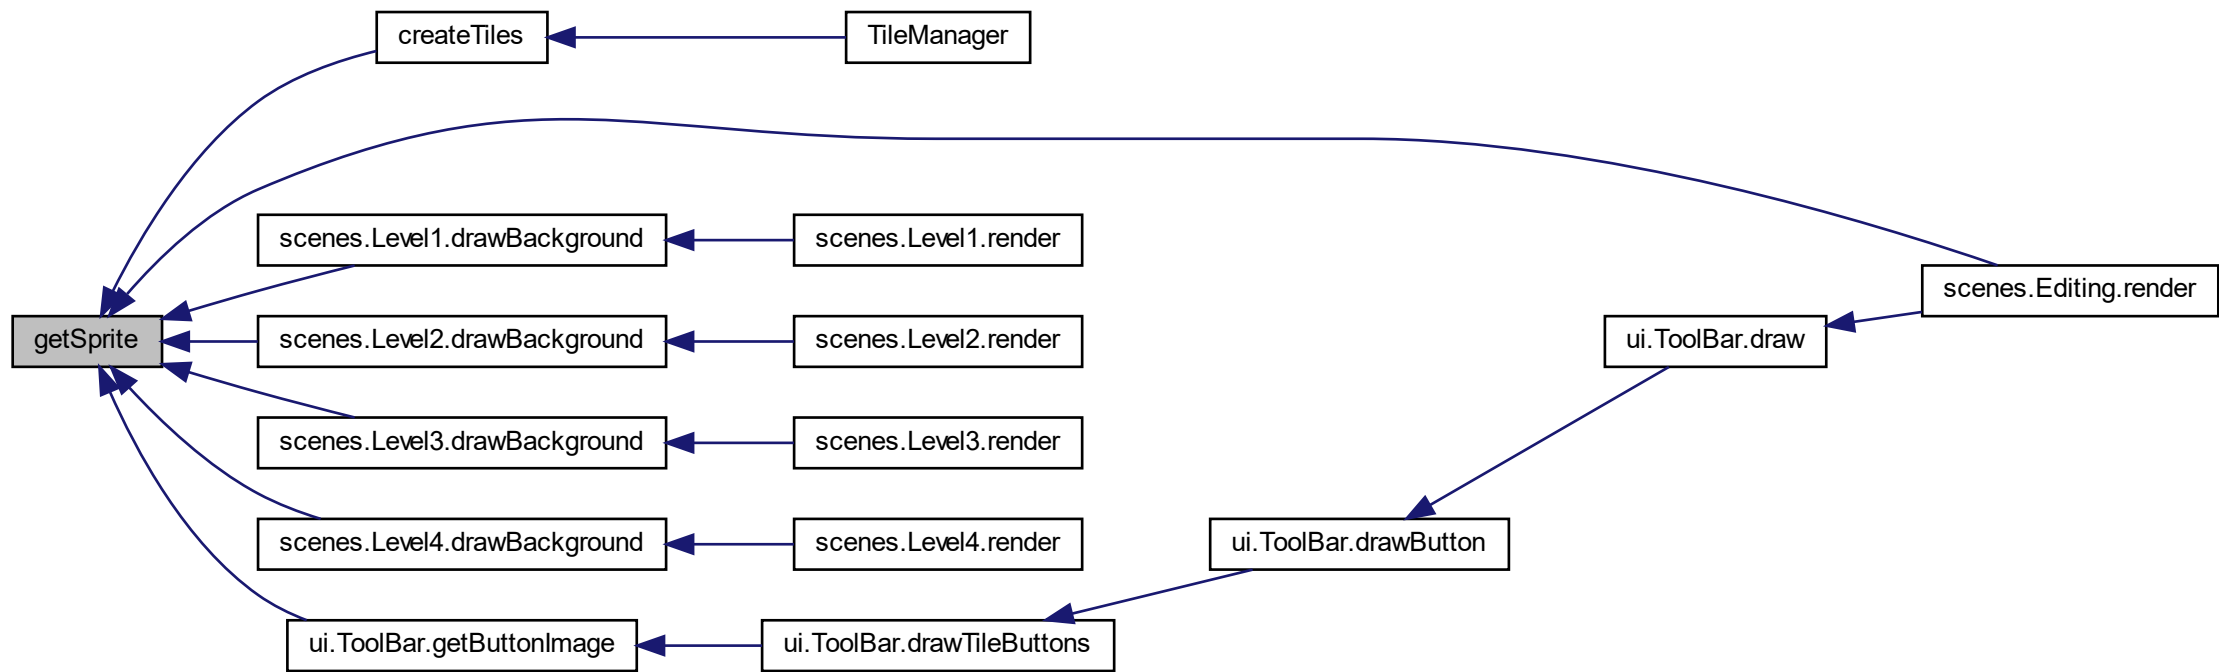 createTiles
TileManager
scenes.Level1.drawBackground
scenes.Level1.render
scenes.Editing.render
getSprite
scenes.Level2.drawBackground
scenes.Level2.render
ui.ToolBar.draw
scenes.Level3.drawBackground
scenes.Level3.render
scenes.Level4.drawBackground
scenes.Level4.render
ui.ToolBar.drawButton
ui.ToolBar.getButtonImage
ui.ToolBar.drawTileButtons